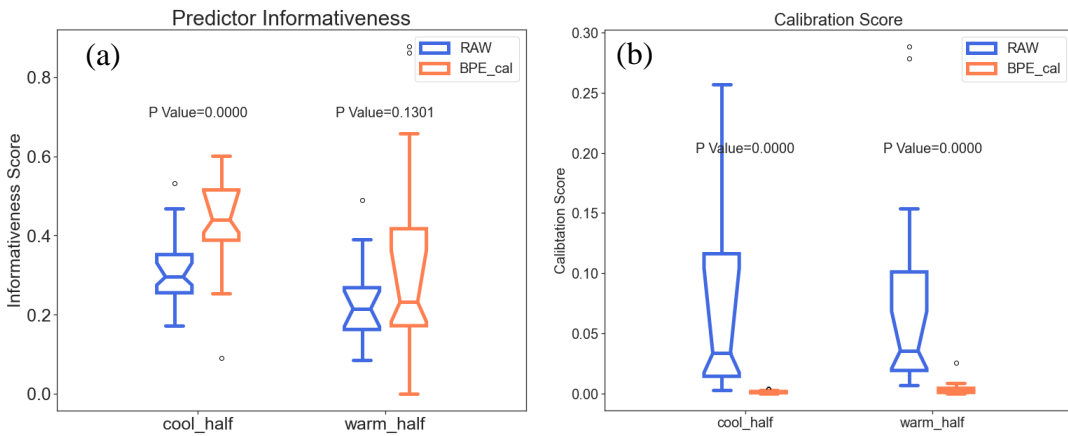 Predictor Informativeness
(a)
RAW
BPE_cal
P Value=0.0000
P Value=0.1301
Informativeness Score
0.8
0.6
0.4
0.2
0.0
cool_half
warm_half
Calibration Score
(b)
RAW
BPE_cal
P Value=0.0000
P Value=0.0000
Calibtation Score
0.30
0.25
0.20
0.15
0.10
0.05
0.00
cool_half
warm_half